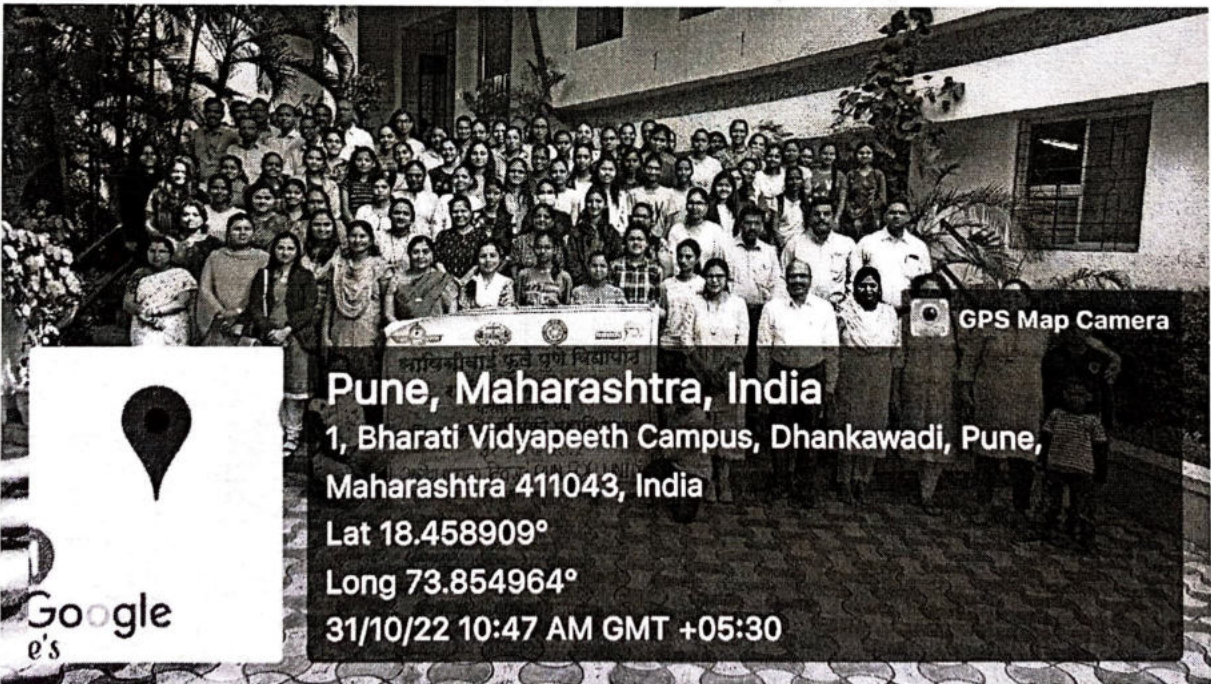 GPS Map Camera
सावित्रीबाई फुले पुणे विद्यापीठ
Pune, Maharashtra, India
1, Bharati Vidyapeeth Campus, Dhankawadi, Pune,
Maharashtra 411043, India
Lat 18.458909°
Long 73.854964°
31/10/22 10:47 AM GMT +05:30
Google
e's